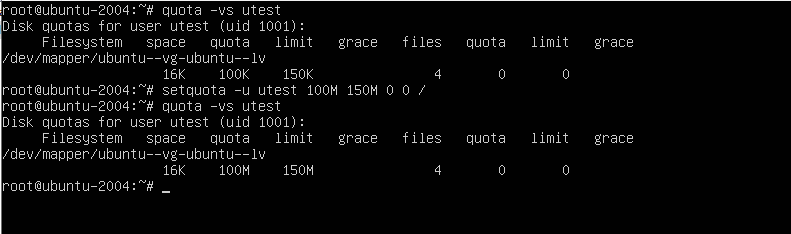 root@ubuntu-2004:~# quota -vs utest
Disk quotas for user utest (uid 1001):
     Filesystem   space   quota   limit   grace   files   quota   limit   grace
/dev/mapper/ubuntu--vg-ubuntu--lv
                    16K    100K    150K               4       0       0
root@ubuntu-2004:~# setquota -u utest 100M 150M 0 0 /
root@ubuntu-2004:~# quota -vs utest
Disk quotas for user utest (uid 1001):
     Filesystem   space   quota   limit   grace   files   quota   limit   grace
/dev/mapper/ubuntu--vg-ubuntu--lv
                    16K    100M    150M               4       0       0
root@ubuntu-2004:~# _